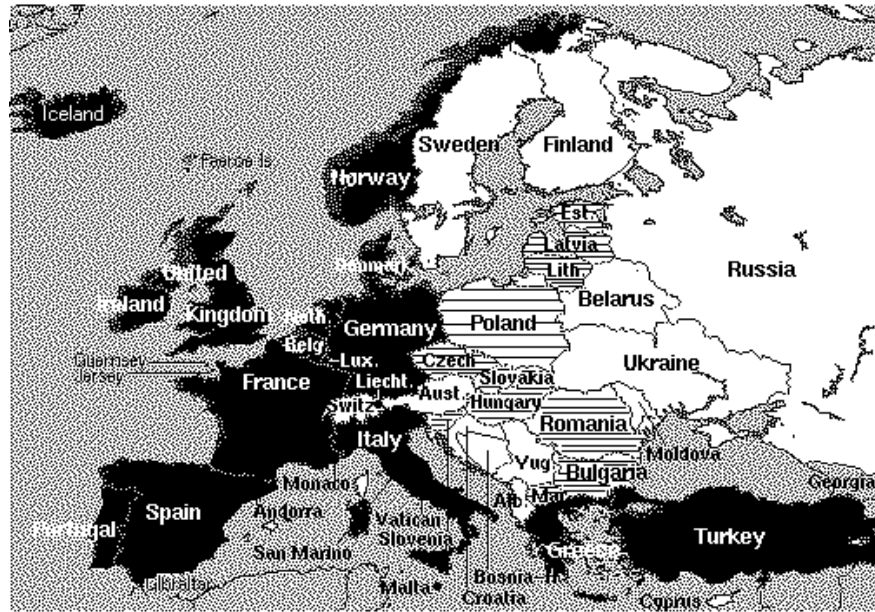 Iceland
Faeroe Is
Norway
Sweden
Finland
Est.
Latvia
Lith
Russia
Denmark
United
Kingdom
Ireland
Neth
Belg
Germany
Poland
Belarus
Guernsey
Jersey
Lux.
Czech
Ukraine
Slovakia
France
Liecht.
Switz
Aust.
Hungary
Romania
Italy
Moldova
Yug
Bulgaria
Georgia
Monaco
Alb
Mac
Andorra
Spain
Portugal
Vatican
San Marino
Slovenia
Greece
Turkey
Gibraltar
Malta
Bosnia-H.
Croatia
Cyprus